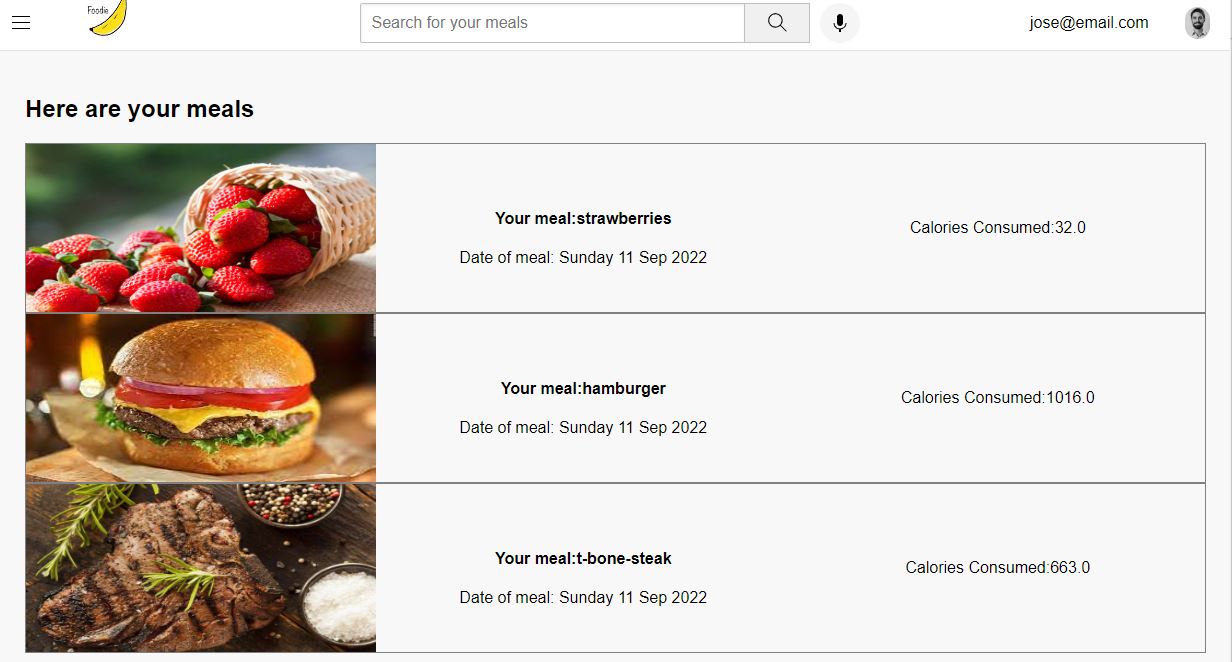 Foodie
Search for your meals
jose@email.com
Here are your meals
Your meal:strawberries
Date of meal: Sunday 11 Sep 2022
Calories Consumed:32.0
Your meal:hamburger
Date of meal: Sunday 11 Sep 2022
Calories Consumed:1016.0
Your meal:t-bone-steak
Date of meal: Sunday 11 Sep 2022
Calories Consumed:663.0